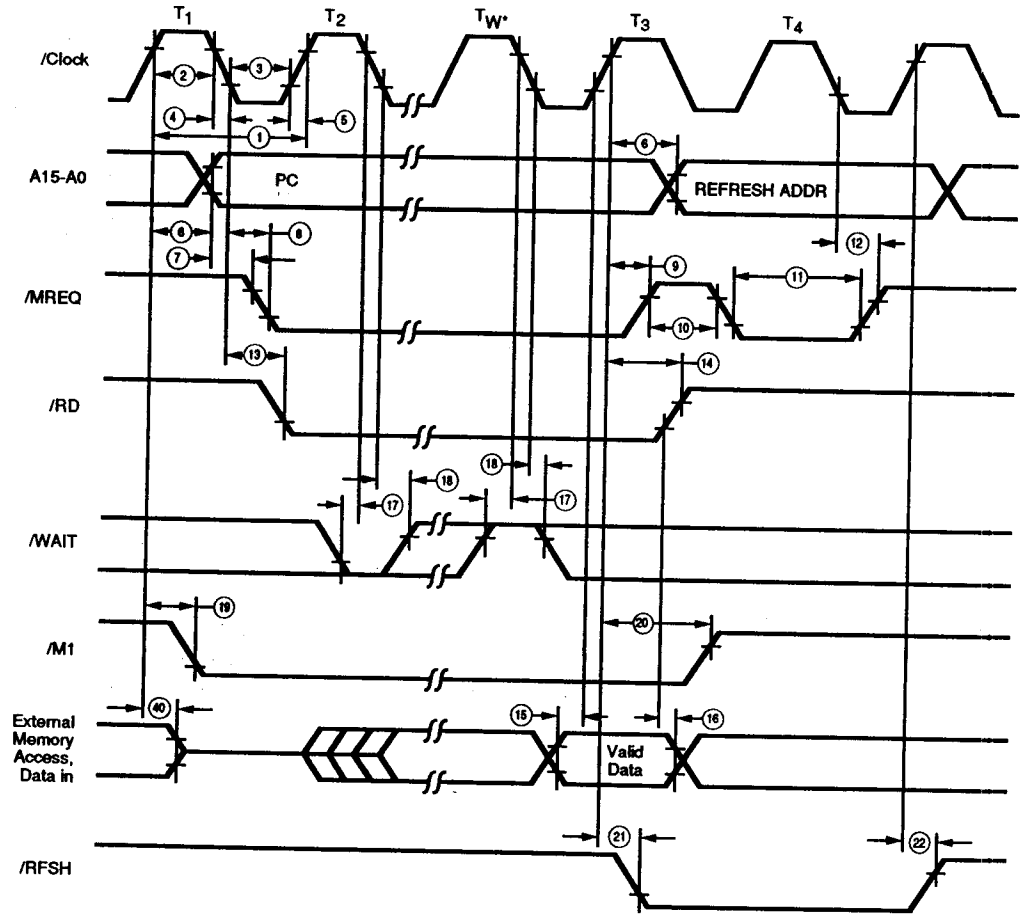 T1 T2 TW* T3 T4
/Clock
2 3
4 1 5
6
A15-A0 PC REFRESH ADDR
6 8 12
7
9 11
/MREQ
10
13 14
/RD
18 18
17 17
/WAIT
19 20
/M1
40 15 16
External
Memory
Access,
Data in
Valid
Data
21 22
/RFSH